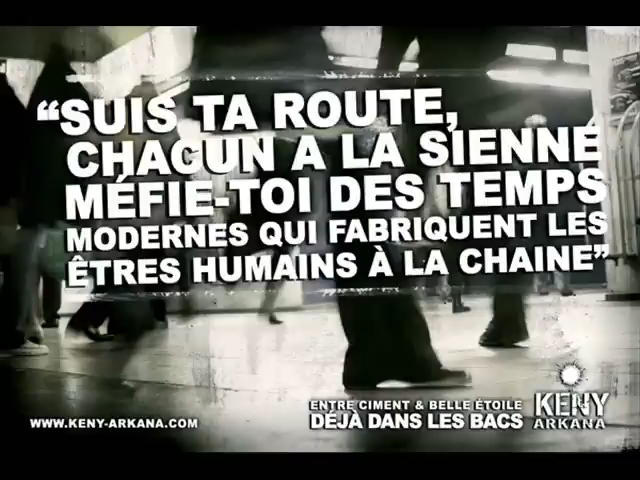 “SUIS TA ROUTE,
CHACUN A LA SIENNE
MÉFIE-TOI DES TEMPS
MODERNES QUI FABRIQUENT LES
ÊTRES HUMAINS À LA CHAINE”
ENTRE CIMENT & BELLE ÉTOILE
DÉJÀ DANS LES BACS
KENY
ARKANA
WWW.KENY-ARKANA.COM